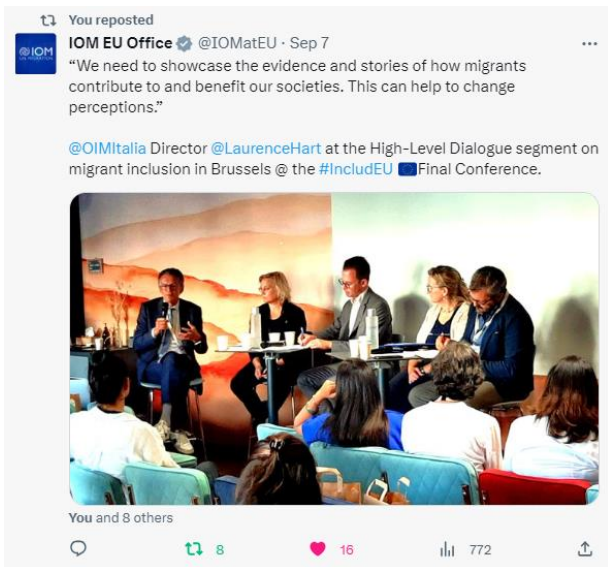 You reposted
IOM EU Office @IOMatEU · Sep 7
IOM
“We need to showcase the evidence and stories of how migrants
contribute to and benefit our societies. This can help to change
perceptions.”
@OIMItalia Director @LaurenceHart at the High-Level Dialogue segment on
migrant inclusion in Brussels @ the #IncludEU 🇪🇺Final Conference.
You and 8 others
8 16 772